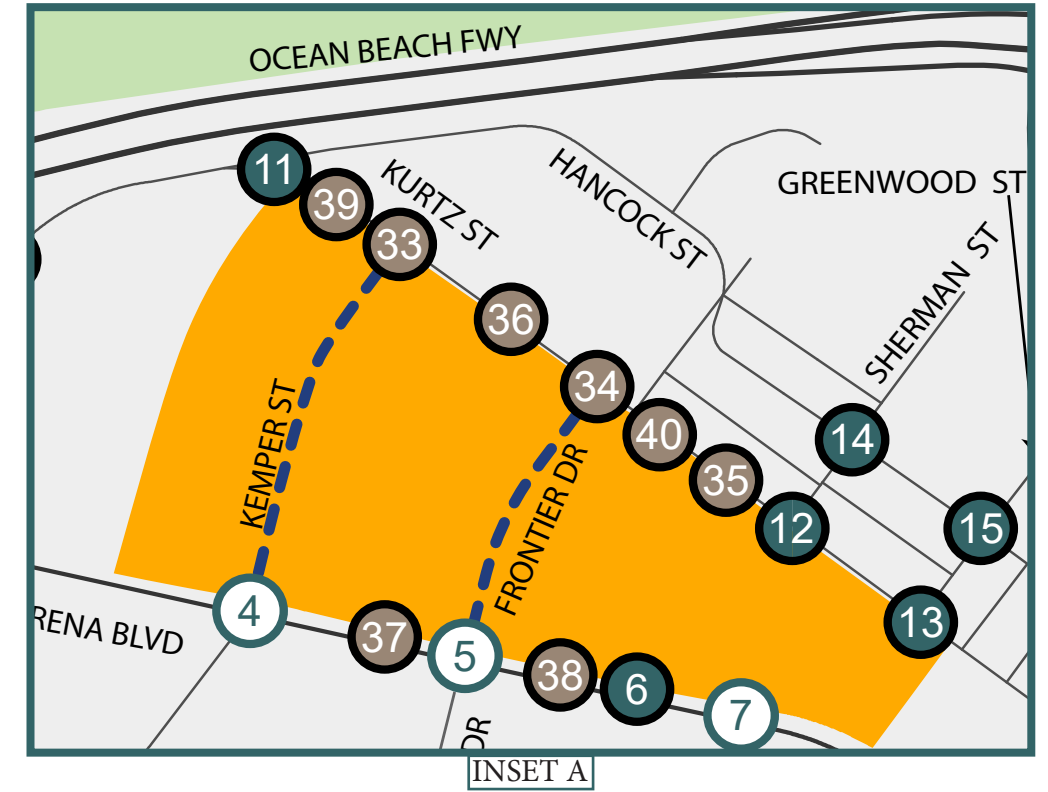 OCEAN BEACH FWY
11
39
KURTZ ST
33
HANCOCK ST
GREENWOOD ST
SHERMAN ST
36
34
40
35
14
12
15
13
KEMPER ST
FRONTIER DR
4
RENA BLVD
37
5
38
6
7
DR
INSET A